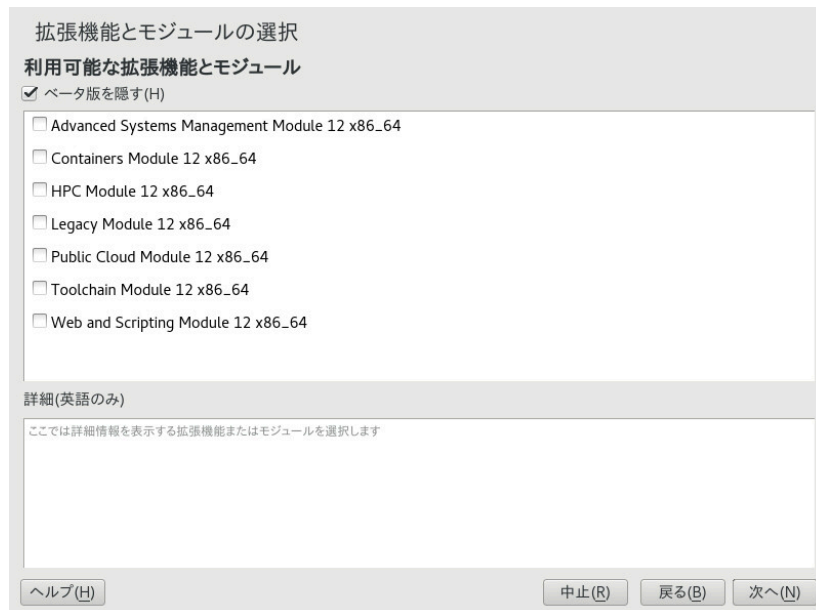 拡張機能とモジュールの選択
利用可能な拡張機能とモジュール
ベータ版を隠す(H)
Advanced Systems Management Module 12 x86_64
Containers Module 12 x86_64
HPC Module 12 x86_64
Legacy Module 12 x86_64
Public Cloud Module 12 x86_64
Toolchain Module 12 x86_64
Web and Scripting Module 12 x86_64
詳細(英語のみ)
ここでは詳細情報を表示する拡張機能またはモジュールを選択します
ヘルプ(H) 中止(R) 戻る(B) 次へ(N)